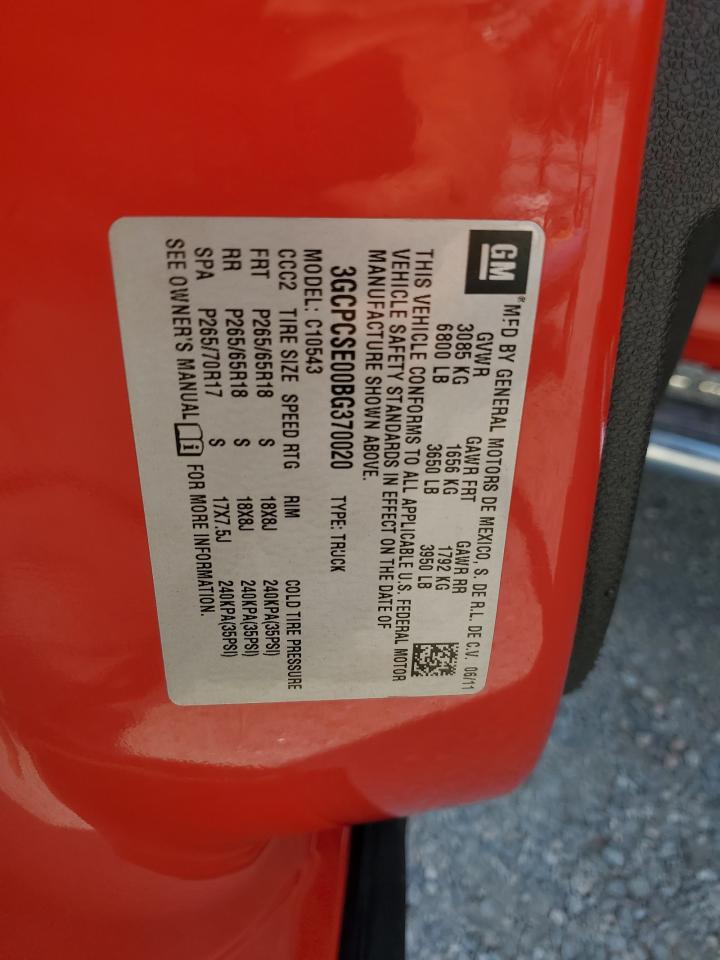 GM® MFD BY GENERAL MOTORS DE MEXICO, S. DE R.L. DE C.V. 06/11
GVWR GAWR FRT GAWR RR
3085 KG 1656 KG 1792 KG
6800 LB 3650 LB 3950 LB
THIS VEHICLE CONFORMS TO ALL APPLICABLE U.S. FEDERAL MOTOR
VEHICLE SAFETY STANDARDS IN EFFECT ON THE DATE OF
MANUFACTURE SHOWN ABOVE.
3GCPCSE00BG370020 TYPE: TRUCK
MODEL: C10543
CCC2 TIRE SIZE SPEED RTG RIM COLD TIRE PRESSURE
FRT P265/65R18 S 18X8J 240KPA(35PSI)
RR P265/65R18 S 18X8J 240KPA(35PSI)
SPA P265/70R17 S 17X7.5J 240KPA(35PSI)
SEE OWNER'S MANUAL i FOR MORE INFORMATION.